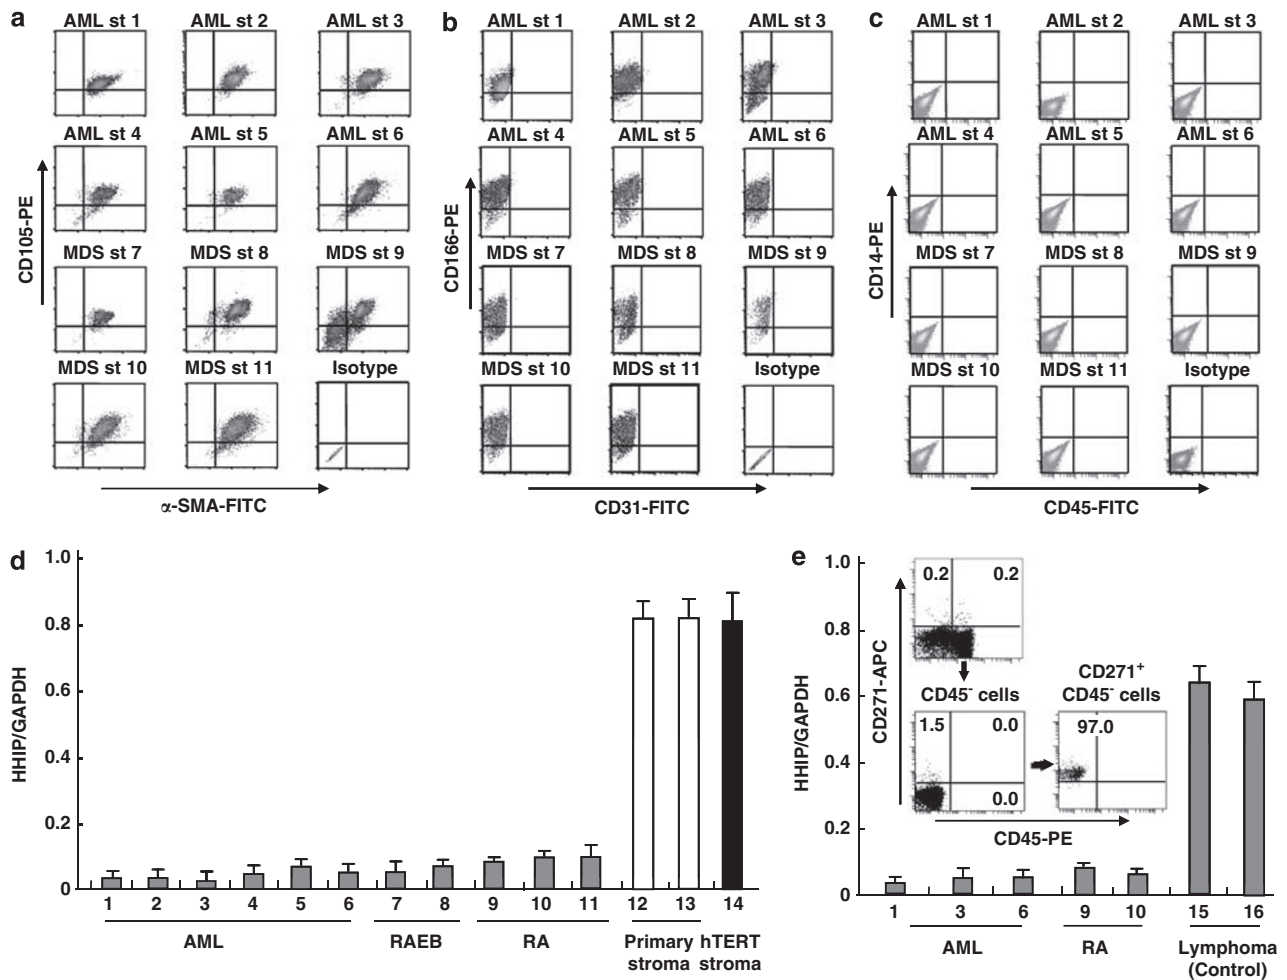 a
AML st 1 AML st 2 AML st 3
AML st 4 AML st 5 AML st 6
MDS st 7 MDS st 8 MDS st 9
MDS st 10 MDS st 11 Isotype
CD105-PE
α-SMA-FITC
b
AML st 1 AML st 2 AML st 3
AML st 4 AML st 5 AML st 6
MDS st 7 MDS st 8 MDS st 9
MDS st 10 MDS st 11 Isotype
CD166-PE
CD31-FITC
c
AML st 1 AML st 2 AML st 3
AML st 4 AML st 5 AML st 6
MDS st 7 MDS st 8 MDS st 9
MDS st 10 MDS st 11 Isotype
CD14-PE
CD45-FITC
d
HHIP/GAPDH
1.0
0.8
0.6
0.4
0.2
0
1 2 3 4 5 6 7 8 9 10 11 12 13 14
AML RAEB RA Primary hTERT
stroma stroma
e
HHIP/GAPDH
1.0
0.8
0.6
0.4
0.2
0
CD271-APC
0.2 0.2
CD45- cells
CD271+
CD45- cells
1.5 0.0
0.0
97.0
CD45-PE
1 3 6 9 10 15 16
AML RA Lymphoma
(Control)